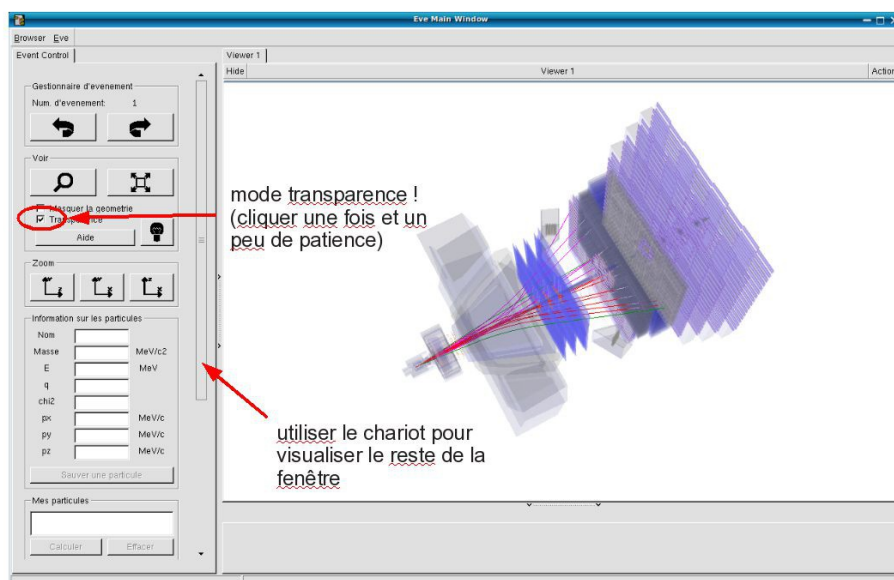 Eve Main Window
Browser Eve
Event Control
Viewer 1
Hide
Viewer 1
Action
Gestionnaire d'evenement
Num. d'evenement: 1
Voir
Masquer la geometrie
Transparence
Aide
mode transparence !
(cliquer une fois et un
peu de patience)
Zoom
Information sur les particules
Nom
Masse MeV/c2
E MeV
q
chi2
px MeV/c
py MeV/c
pz MeV/c
Sauver une particule
utiliser le chariot pour
visualiser le reste de la
fenêtre
Mes particules
Calculer Effacer